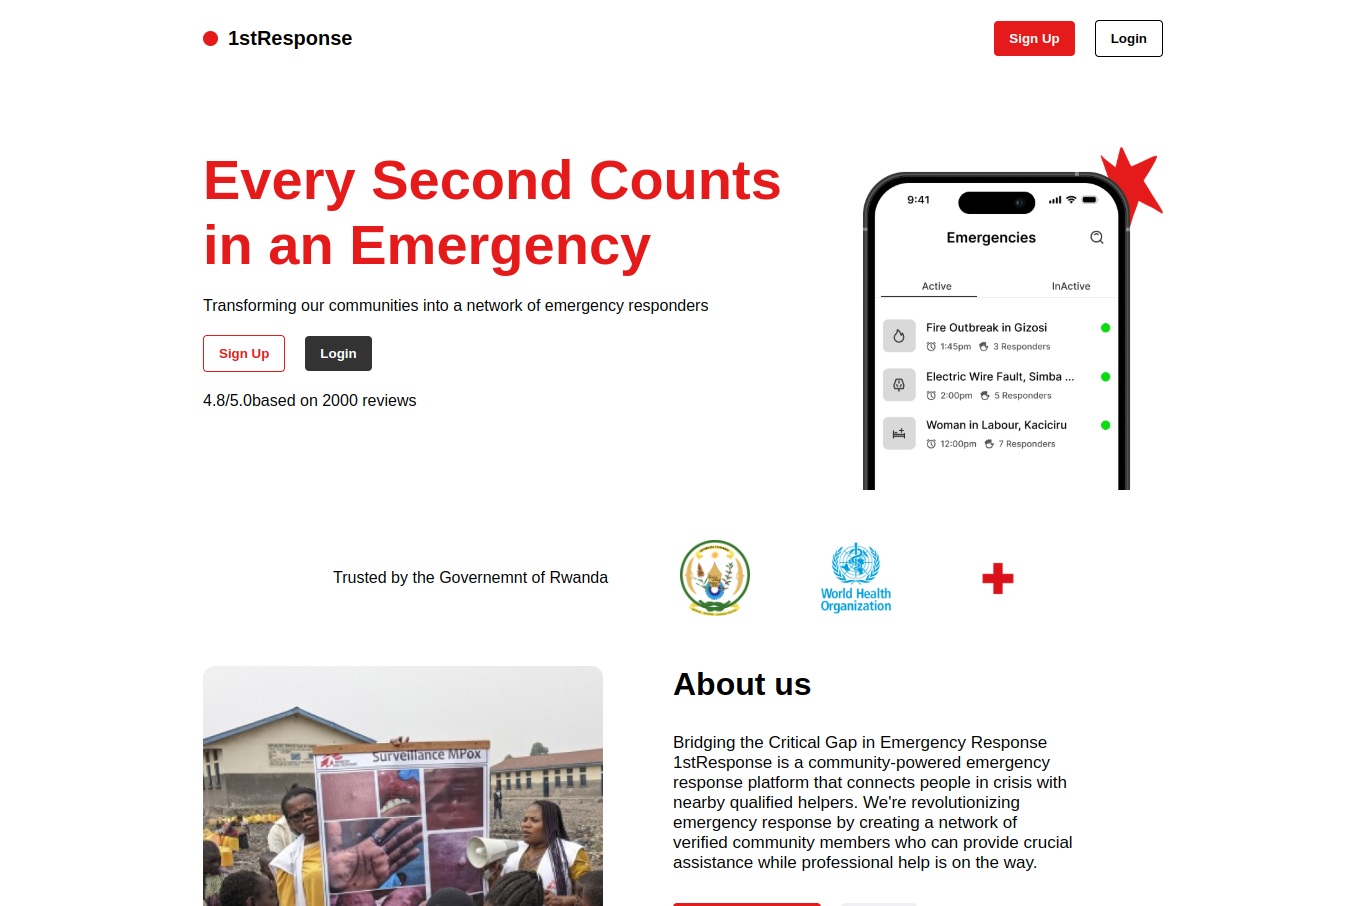 1stResponse
Sign Up
Login
Every Second Counts
in an Emergency
Transforming our communities into a network of emergency responders
Sign Up
Login
4.8/5.0based on 2000 reviews
9:41
Emergencies
Active
InActive
Fire Outbreak in Gizosi
1:45pm 3 Responders
Electric Wire Fault, Simba ...
2:00pm 5 Responders
Woman in Labour, Kaciciru
12:00pm 7 Responders
Trusted by the Governemnt of Rwanda
World Health
Organization
Surveillance MPox
About us
Bridging the Critical Gap in Emergency Response
1stResponse is a community-powered emergency
response platform that connects people in crisis with
nearby qualified helpers. We're revolutionizing
emergency response by creating a network of
verified community members who can provide crucial
assistance while professional help is on the way.